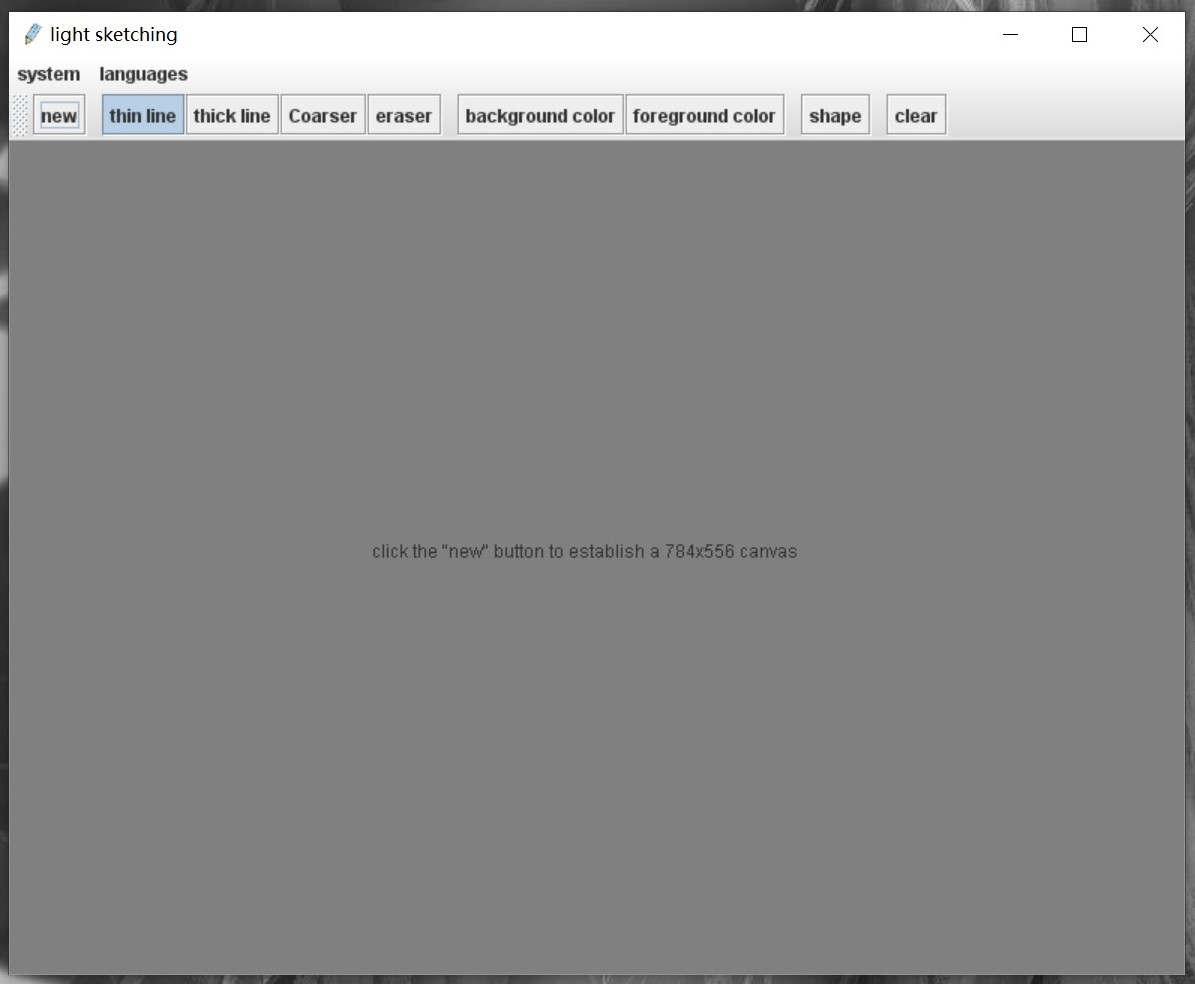 light sketching
system languages
new thin line thick line Coarser eraser background color foreground color shape clear
click the "new" button to establish a 784x556 canvas